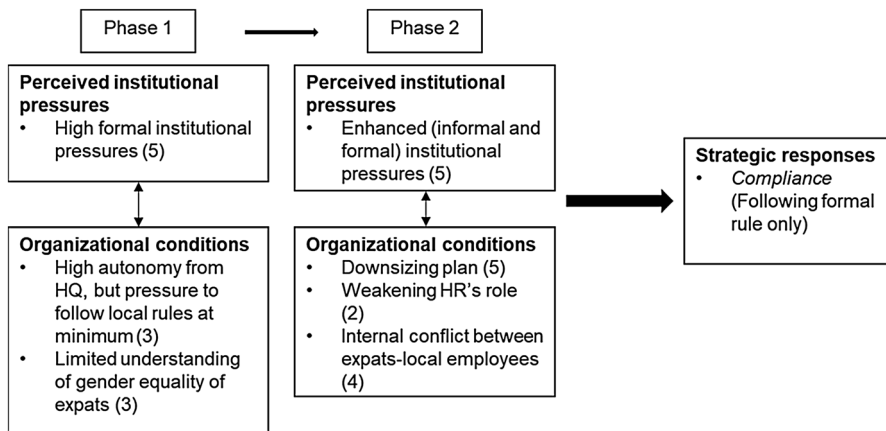 Phase 1
Phase 2
Perceived institutional
pressures
• High formal institutional
pressures (5)
Perceived institutional
pressures
• Enhanced (informal and
formal) institutional
pressures (5)
Strategic responses
• Compliance
(Following formal
rule only)
Organizational conditions
• High autonomy from
HQ, but pressure to
follow local rules at
minimum (3)
• Limited understanding
of gender equality of
expats (3)
Organizational conditions
• Downsizing plan (5)
• Weakening HR's role
(2)
• Internal conflict between
expats-local employees
(4)